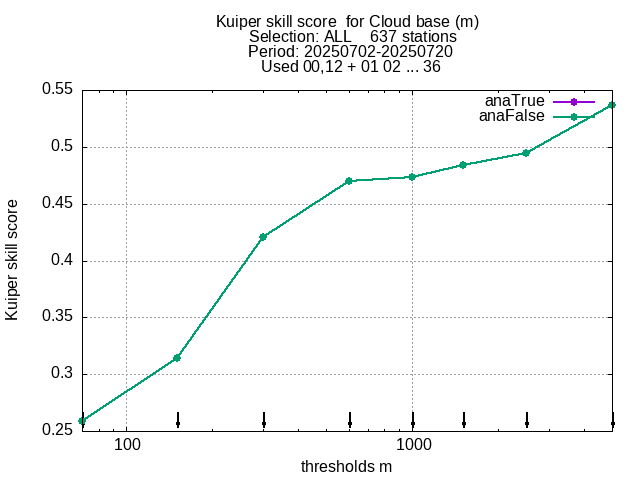 Kuiper skill score  for Cloud base (m)
Selection: ALL    637 stations
Period: 20250702-20250720
Used 00,12 + 01 02 ... 36
anaTrue
anaFalse
0.55
0.5
0.45
0.4
0.35
0.3
0.25
Kuiper skill score
100
1000
thresholds m